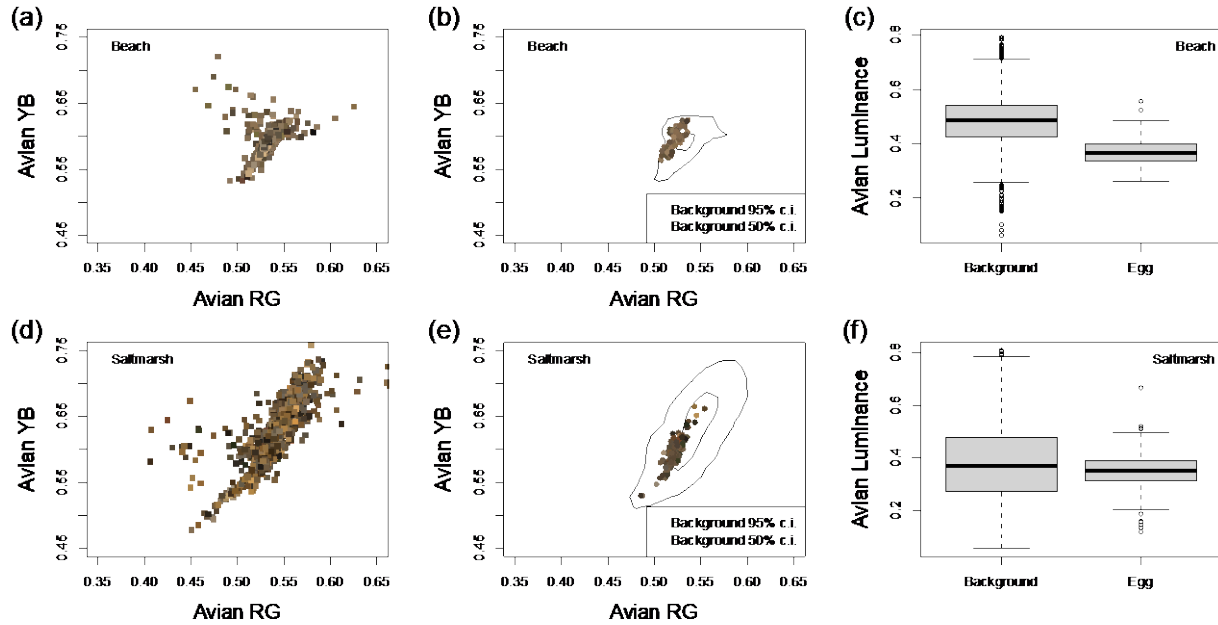 (a)
Beach
Avian YB
0.45 0.55 0.65 0.75
0.35 0.40 0.45 0.50 0.55 0.60 0.65
Avian RG
(b)
Beach
Avian YB
0.45 0.55 0.65 0.75
Background 95% c.i.
Background 50% c.i.
0.35 0.40 0.45 0.50 0.55 0.60 0.65
Avian RG
(c)
Beach
Avian Luminance
0.2 0.4 0.6 0.8
Background Egg
(d)
Saltmarsh
Avian YB
0.45 0.55 0.65 0.75
0.35 0.40 0.45 0.50 0.55 0.60 0.65
Avian RG
(e)
Saltmarsh
Avian YB
0.45 0.55 0.65 0.75
Background 95% c.i.
Background 50% c.i.
0.35 0.40 0.45 0.50 0.55 0.60 0.65
Avian RG
(f)
Saltmarsh
Avian Luminance
0.2 0.4 0.6 0.8
Background Egg